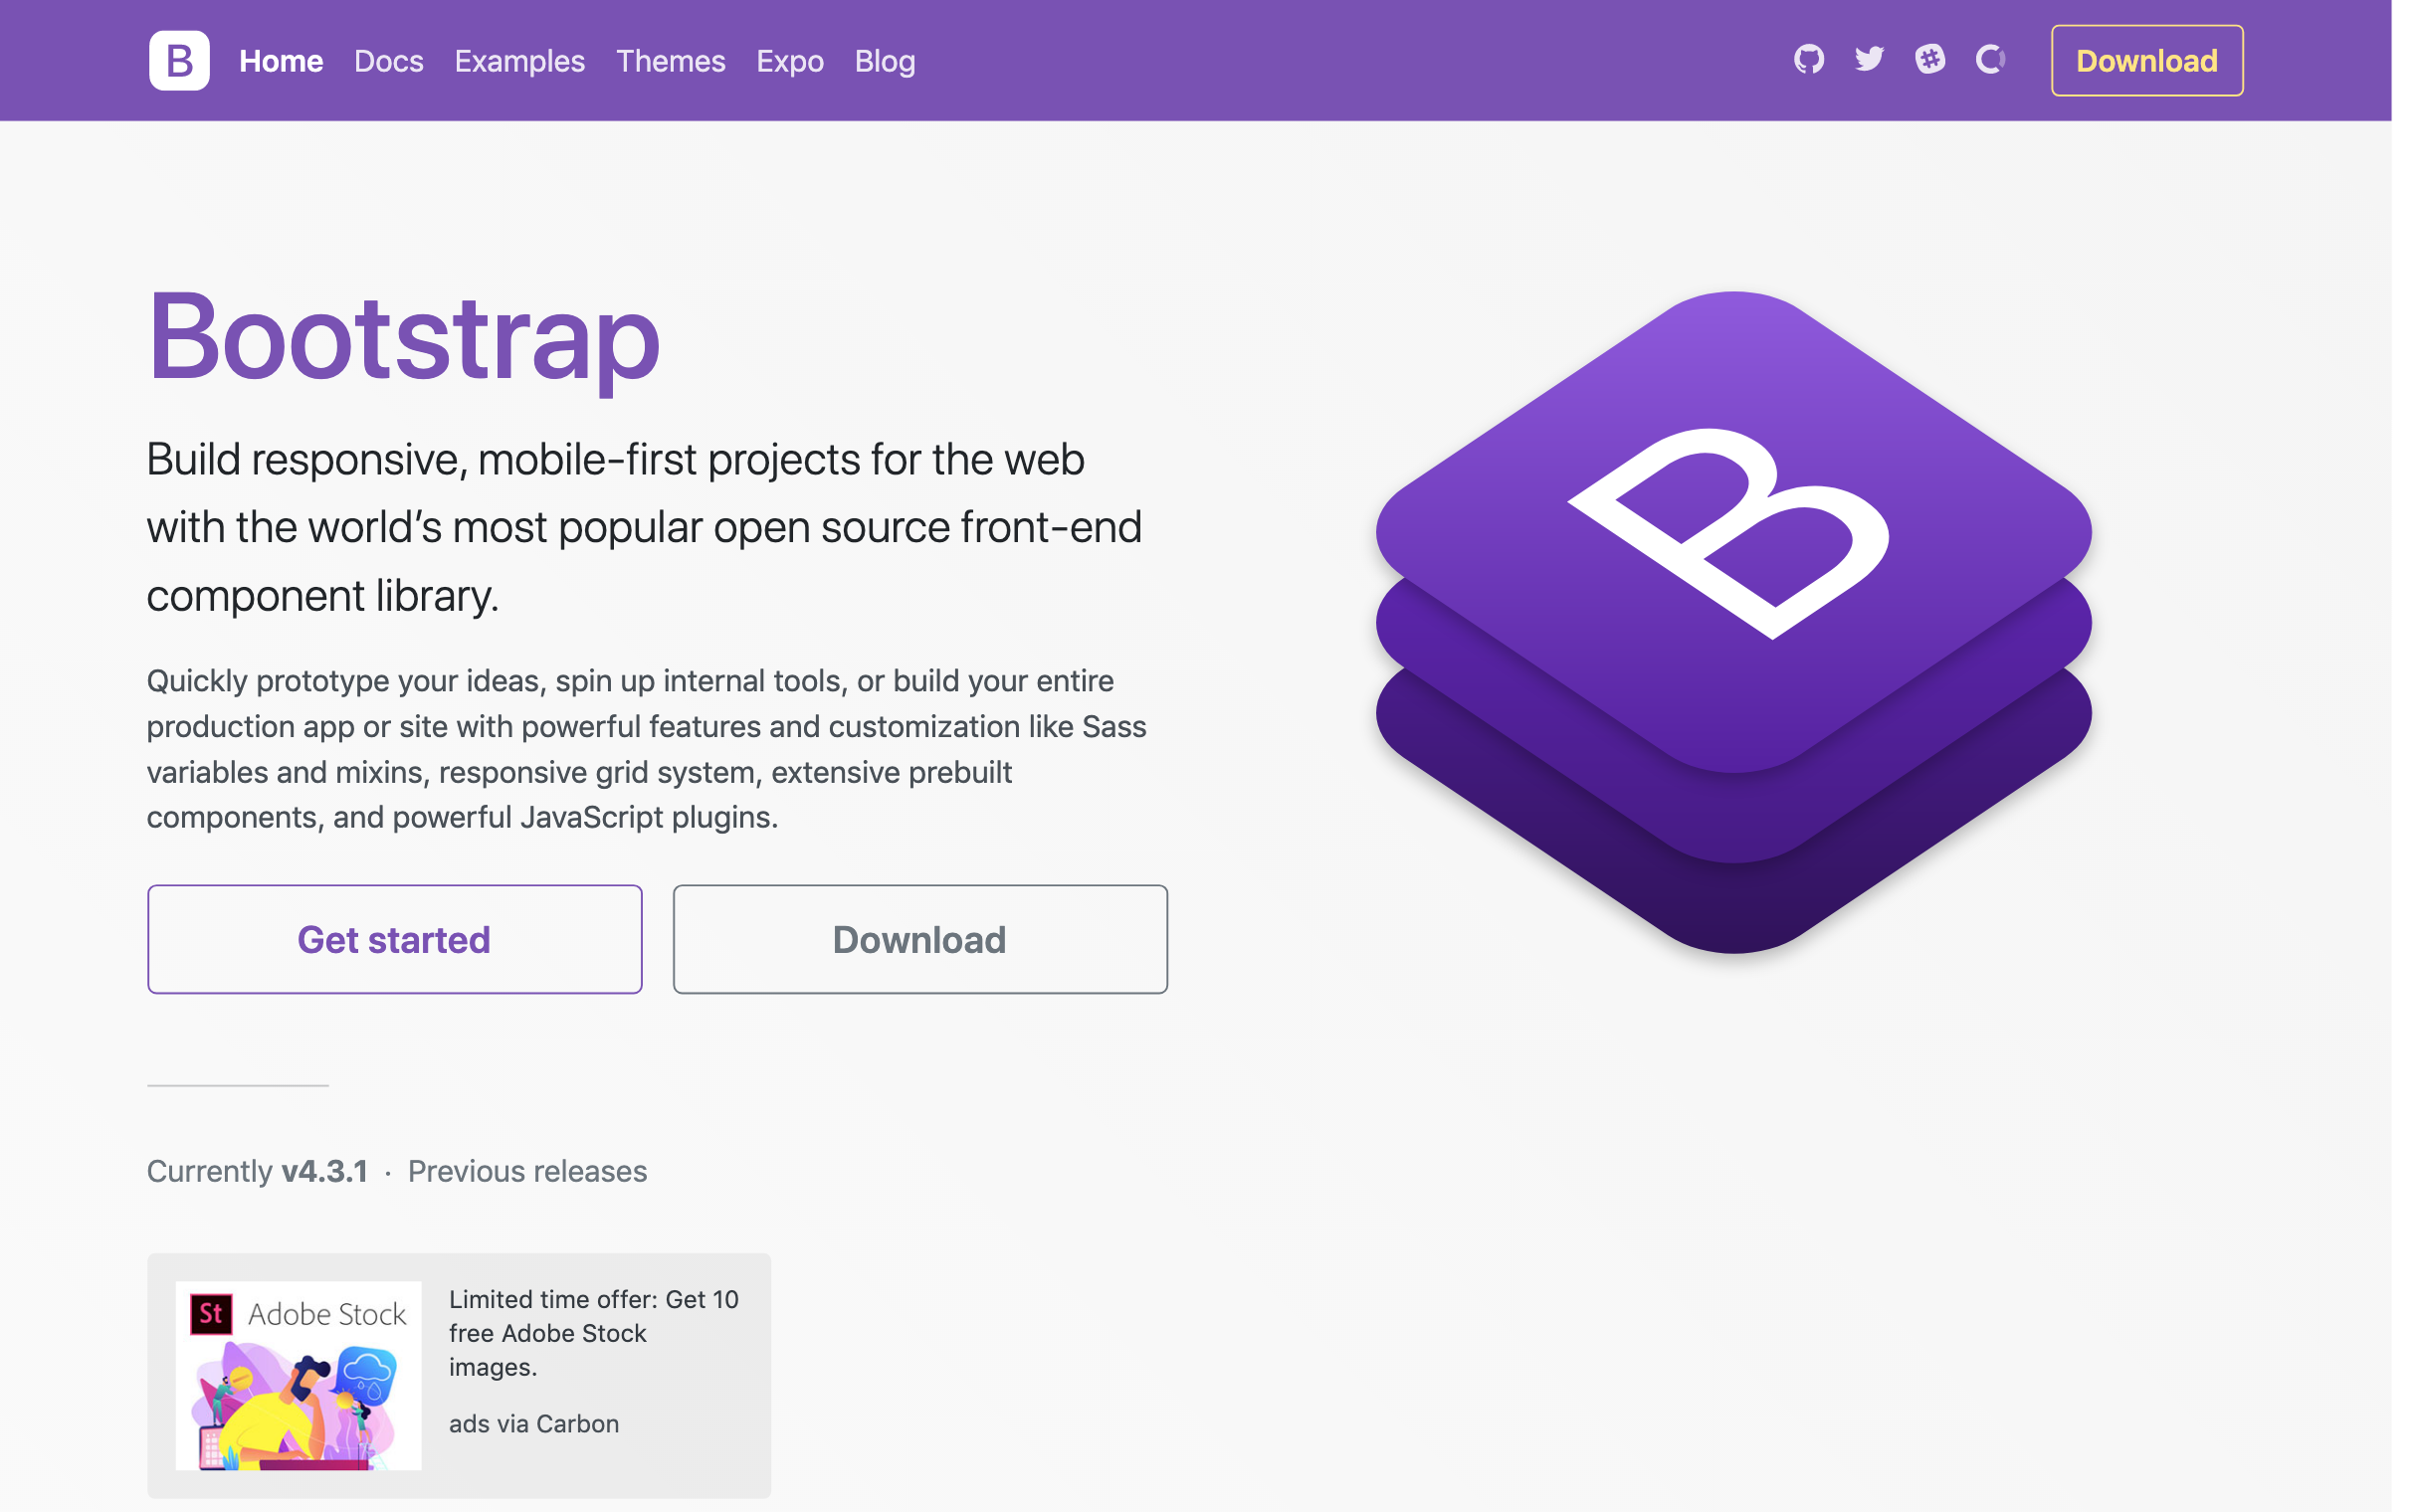 B Home Docs Examples Themes Expo Blog Download
Bootstrap
Build responsive, mobile-first projects for the web
with the world’s most popular open source front-end
component library.
Quickly prototype your ideas, spin up internal tools, or build your entire
production app or site with powerful features and customization like Sass
variables and mixins, responsive grid system, extensive prebuilt
components, and powerful JavaScript plugins.
Get started Download
B
Currently v4.3.1 · Previous releases
St Adobe Stock
Limited time offer: Get 10
free Adobe Stock
images.
ads via Carbon